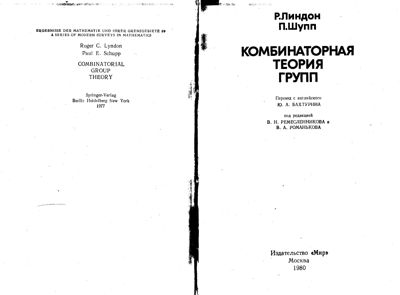 ERGEBNISSE DER MATHEMATIK UND IHRER GRENZGEBIETE 89
A SERIES OF MODERN SURVEYS IN MATHEMATICS
Roger C. Lyndon
Paul E. Schupp
COMBINATORIAL
GROUP
THEORY
Springer-Verlag
Berlin Heidelberg New York
1977
Р.Линдон
П.Шупп
КОМБИНАТОРНАЯ
ТЕОРИЯ
ГРУПП
Перевод с английского
Ю. А. БАХТУРИНА
под редакцией
В. Н. РЕМЕСЛЕННИКОВА и
В. А. РОМАНЬКОВА
Издательство «Мир»
Москва
1980